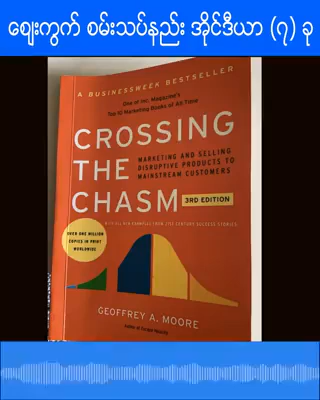 ဈေးကွက် စမ်းသပ်နည်း အိုင်ဒီယာ (၇) ခု
A BUSINESSWEEK BESTSELLER
One of Inc. Magazine's
Top 10 Marketing Books of All Time
CROSSING
THE
CHASM
MARKETING AND SELLING
DISRUPTIVE PRODUCTS TO
MAINSTREAM CUSTOMERS
3RD EDITION
OVER ONE MILLION
COPIES IN PRINT
WORLDWIDE
GEOFFREY A. MOORE